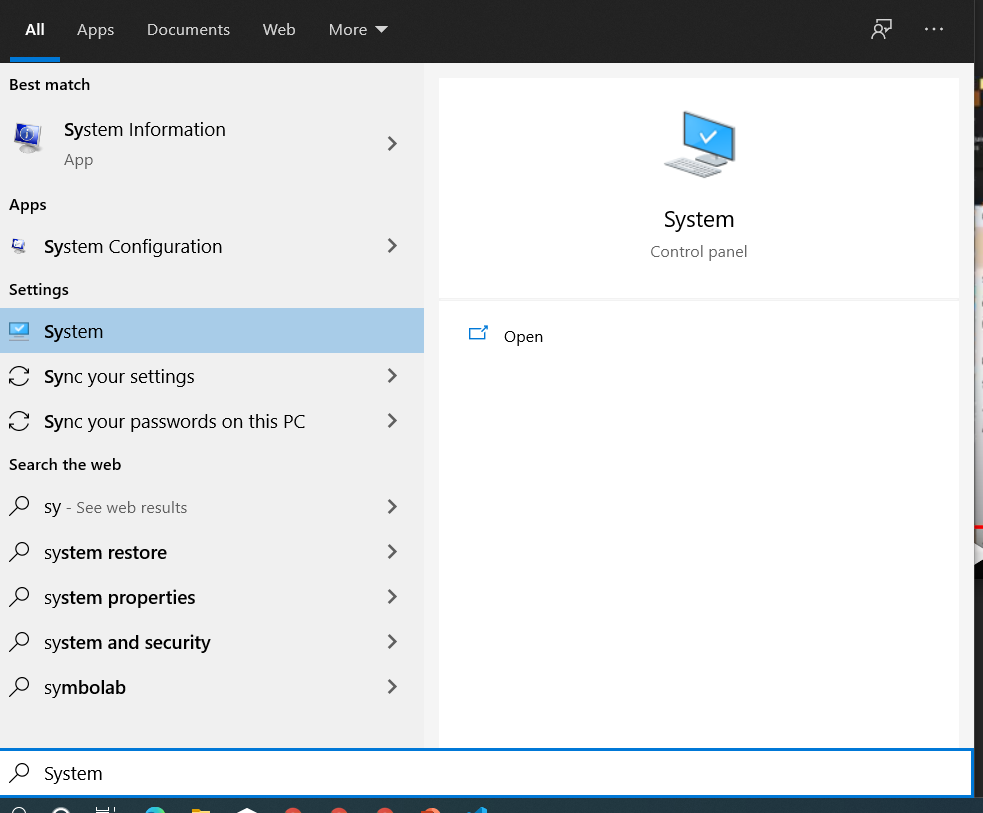 All Apps Documents Web More
Best match
System Information
App
Apps
System Configuration
Settings
System
Sync your settings
Sync your passwords on this PC
Search the web
sy - See web results
system restore
system properties
system and security
symbolab
System
Control panel
Open
System